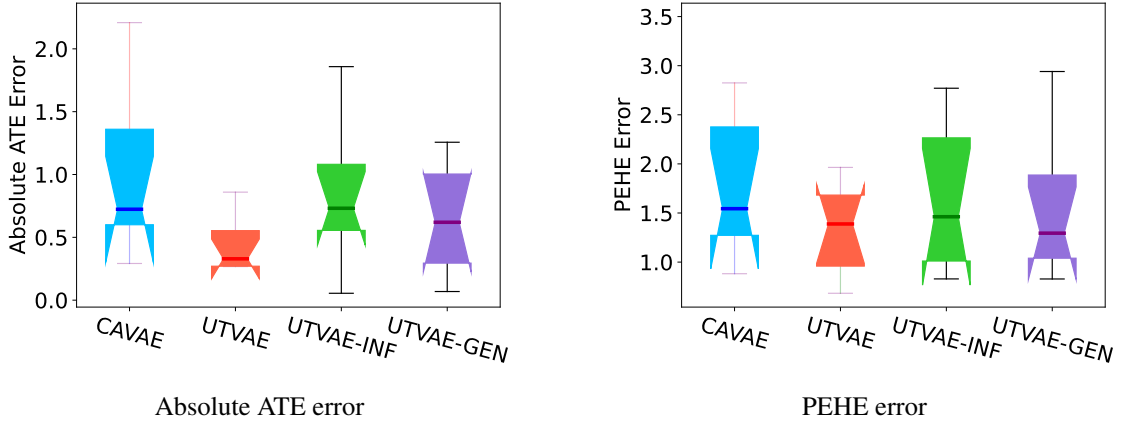 Absolute ATE Error
2.0
1.5
1.0
0.5
0.0
CAVAE
UTVAE
UTVAE-INF
UTVAE-GEN
Absolute ATE error
PEHE Error
3.5
3.0
2.5
2.0
1.5
1.0
CAVAE
UTVAE
UTVAE-INF
UTVAE-GEN
PEHE error